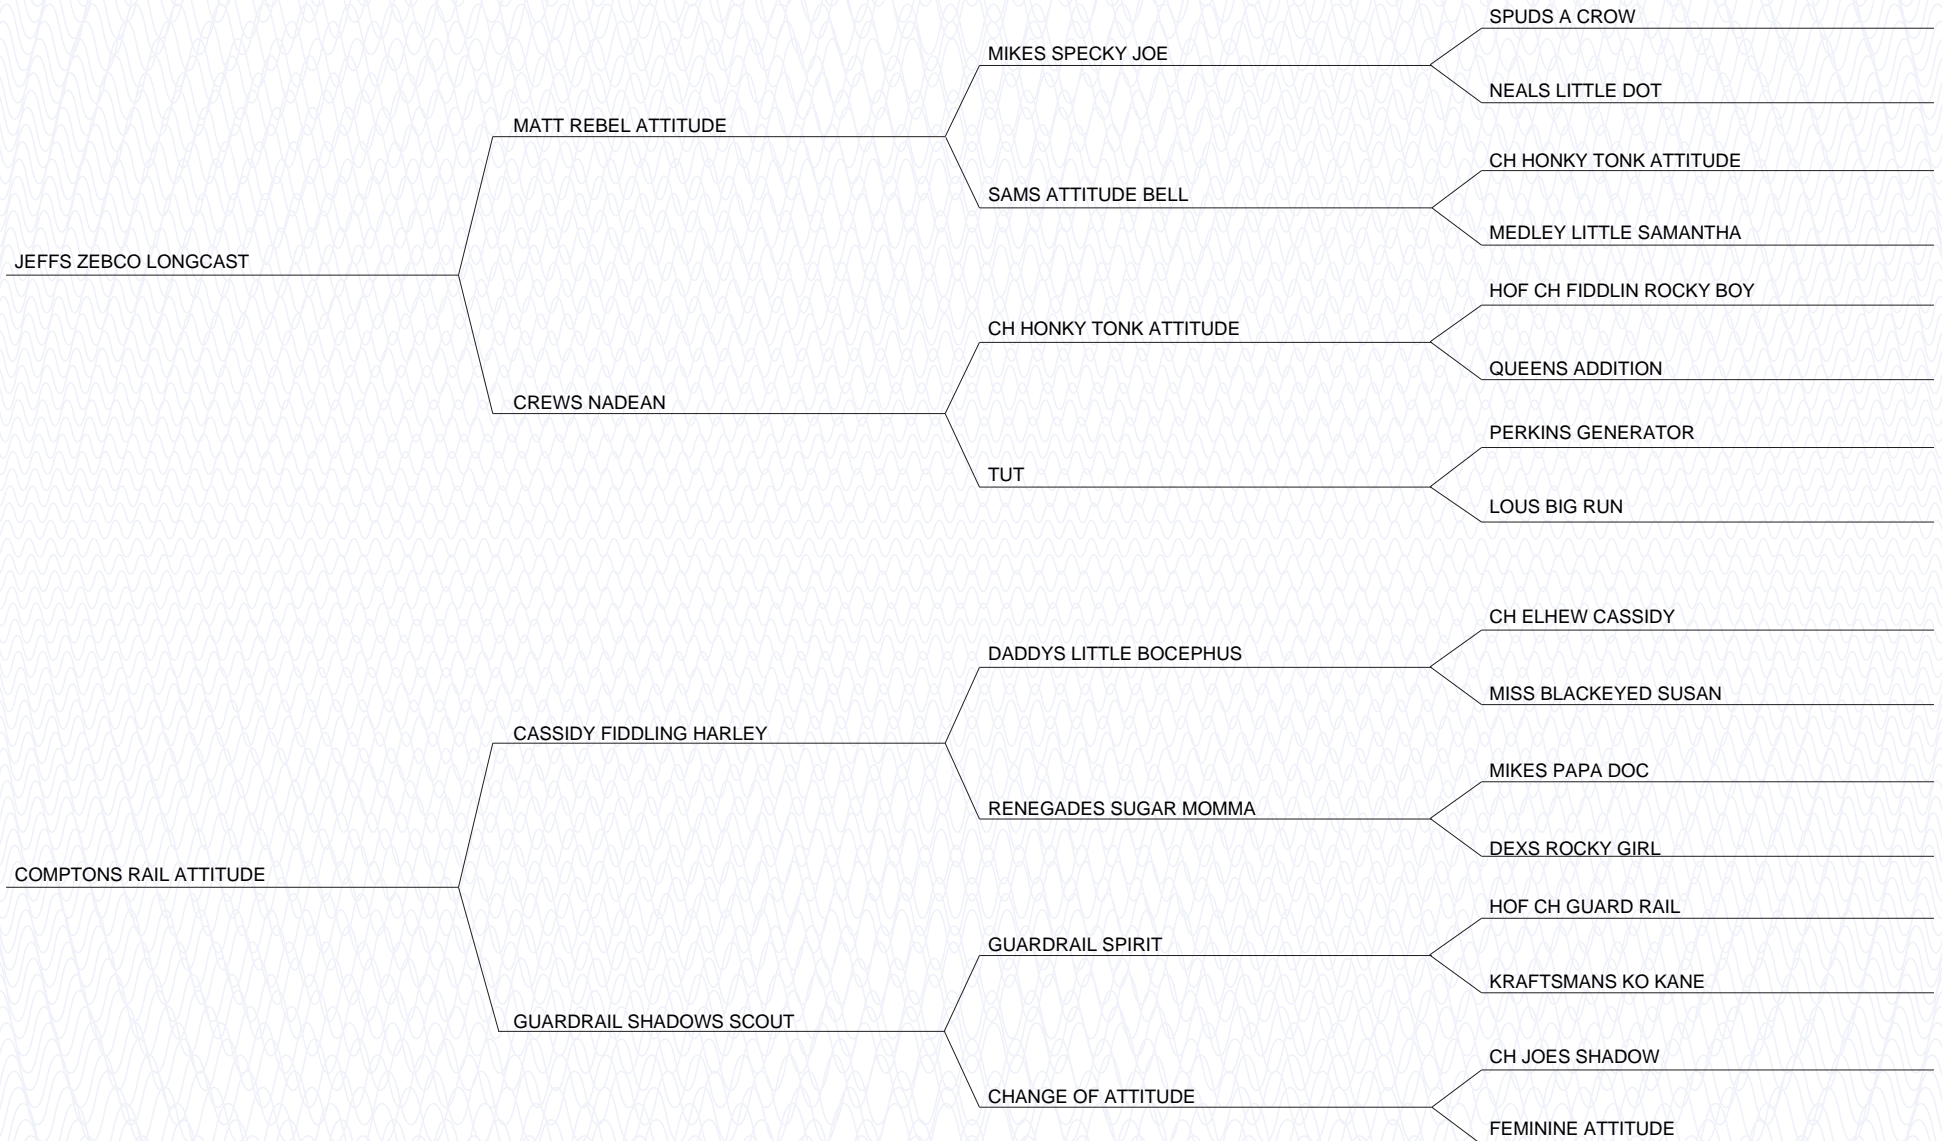 SPUDS A CROW
MIKES SPECKY JOE
NEALS LITTLE DOT
MATT REBEL ATTITUDE
CH HONKY TONK ATTITUDE
SAMS ATTITUDE BELL
MEDLEY LITTLE SAMANTHA
JEFFS ZEBCO LONGCAST
HOF CH FIDDLIN ROCKY BOY
CH HONKY TONK ATTITUDE
QUEENS ADDITION
CREWS NADEAN
PERKINS GENERATOR
TUT
LOUS BIG RUN
CH ELHEW CASSIDY
DADDYS LITTLE BOCEPHUS
MISS BLACKEYED SUSAN
CASSIDY FIDDLING HARLEY
MIKES PAPA DOC
RENEGADES SUGAR MOMMA
DEXS ROCKY GIRL
COMPTONS RAIL ATTITUDE
HOF CH GUARD RAIL
GUARDRAIL SPIRIT
KRAFTSMANS KO KANE
GUARDRAIL SHADOWS SCOUT
CH JOES SHADOW
CHANGE OF ATTITUDE
FEMININE ATTITUDE